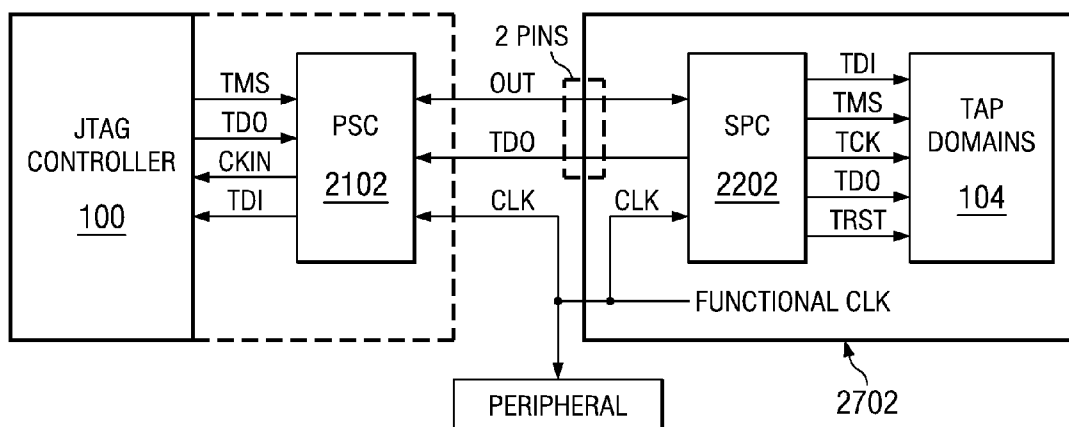 2 PINS
JTAG
CONTROLLER
100
TMS
TDO
CKIN
TDI
PSC
2102
OUT
TDO
CLK
CLK
SPC
2202
TDI
TMS
TCK
TDO
TRST
TAP
DOMAINS
104
FUNCTIONAL CLK
PERIPHERAL
2702